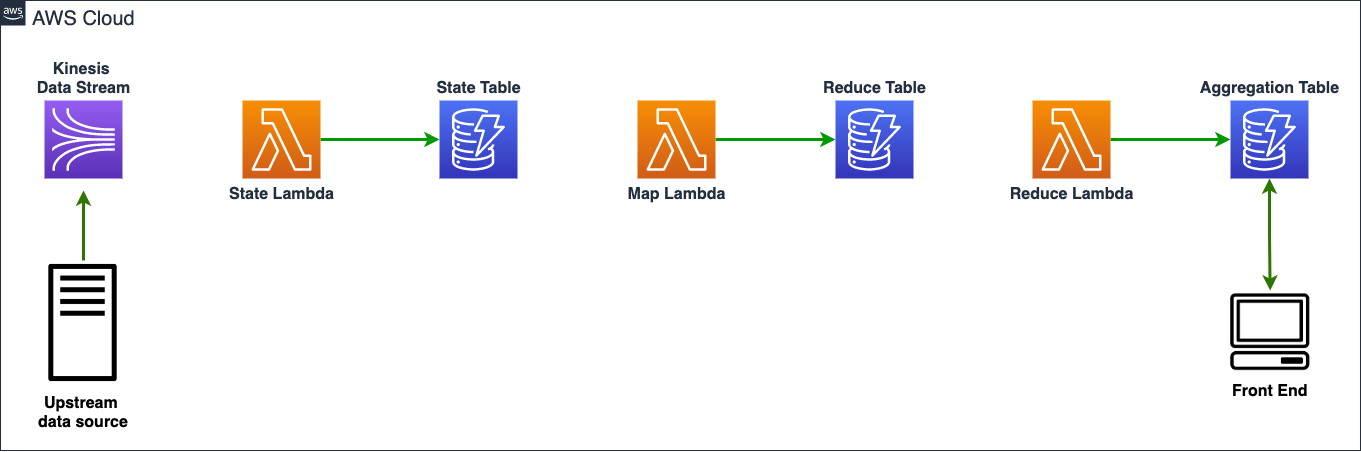 aws
AWS Cloud
Kinesis
Data Stream
State Table
Reduce Table
Aggregation Table
State Lambda
Map Lambda
Reduce Lambda
Upstream
data source
Front End